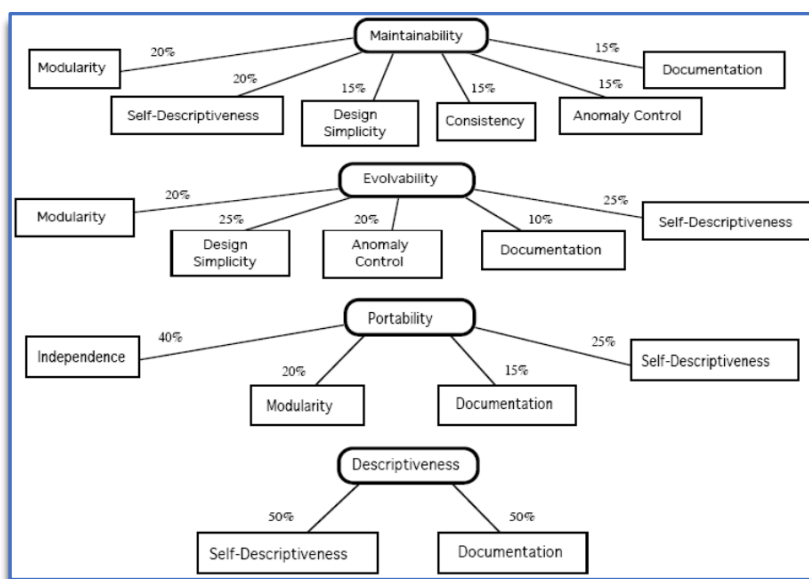 Maintainability
20%
15%
Modularity
Documentation
20%
15%
15%
15%
Self-Descriptiveness
Design
Simplicity
Consistency
Anomaly Control
Evolvability
20%
25%
Modularity
Self-Descriptiveness
25%
20%
10%
Design
Simplicity
Anomaly
Control
Documentation
Portability
40%
25%
Independence
Self-Descriptiveness
20%
15%
Modularity
Documentation
Descriptiveness
50%
50%
Self-Descriptiveness
Documentation